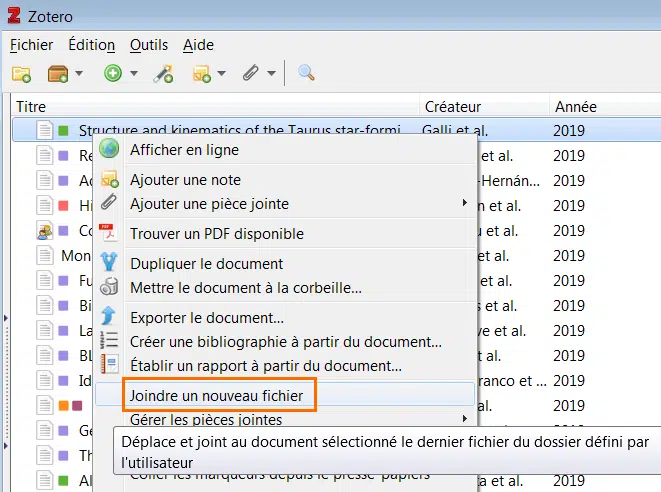 Zotero
Fichier Édition Outils Aide
Titre Créateur Année
Structure and kinematics of the Taurus star-formi... Galli et al. 2019
Re et al. 2019
Ac -Hernán... 2019
Hi n et al. 2019
Co u et al. 2019
Mon et al. 2019
Fu et al. 2019
Bi s et al. 2019
La ve et al. 2019
BL et al. 2019
Id ranco et ... 2019
et al. 2019
Ge
Th
Al a et al. 2019
Afficher en ligne
Ajouter une note
Ajouter une pièce jointe
Trouver un PDF disponible
Dupliquer le document
Mettre le document à la corbeille...
Exporter le document...
Créer une bibliographie à partir du document...
Établir un rapport à partir du document...
Joindre un nouveau fichier
Gérer les pièces jointes
Déplace et joint au document sélectionné le dernier fichier du dossier défini par
l'utilisateur
Coller les marqueurs depuis le presse-papiers